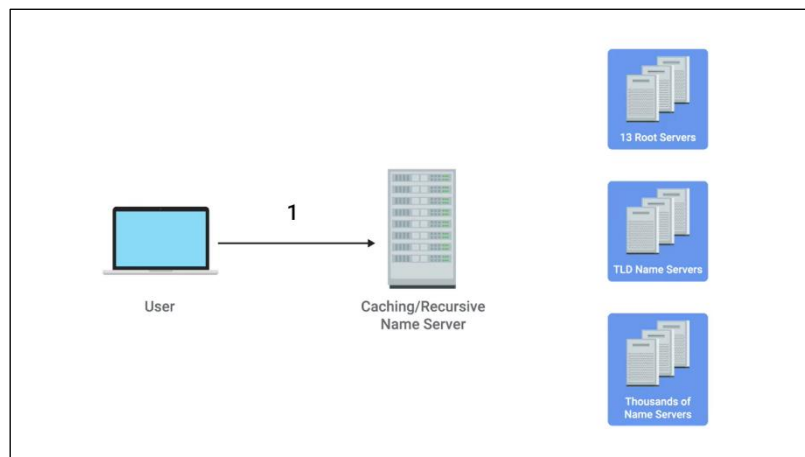 1
User
Caching/Recursive
Name Server
13 Root Servers
TLD Name Servers
Thousands of
Name Servers